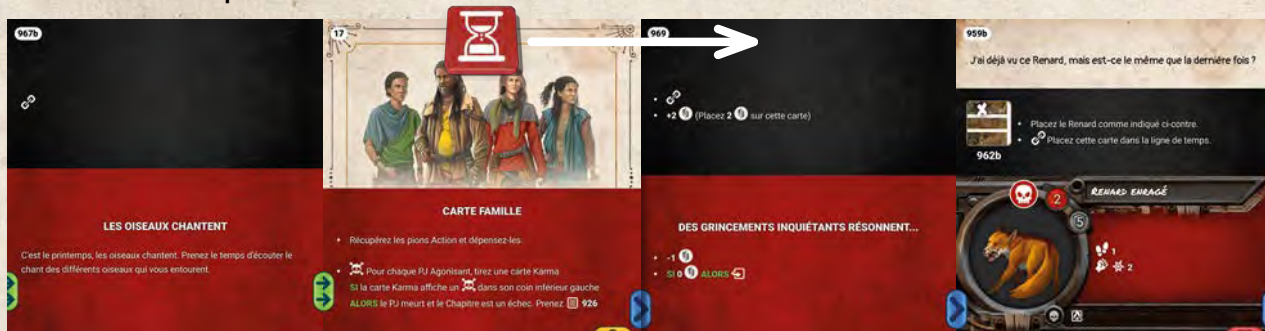 967b
LES OISEAUX CHANTENT
C'est le printemps, les oiseaux chantent. Prenez le temps d'écouter le
chant des différents oiseaux qui vous entourent.
17
CARTE FAMILLE
• Récupérez les pions Action et dépensez-les.
• Pour chaque PJ Agonisant, tirez une carte Karma
SI la carte Karma affiche un dans son coin inférieur gauche
ALORS le PJ meurt et le Chapitre est un échec. Prenez 926
969
• +2 (Placez 2 sur cette carte)
DES GRINCEMENTS INQUIÉTANTS RÉSONNENT...
• -1
• SI 0 ALORS
959b
J'ai déjà vu ce Renard, mais est-ce le même que la dernière fois ?
• Placez le Renard comme indiqué ci-contre.
• Placez cette carte dans la ligne de temps.
962b
RENARD ENRAGÉ
2
5
1
2